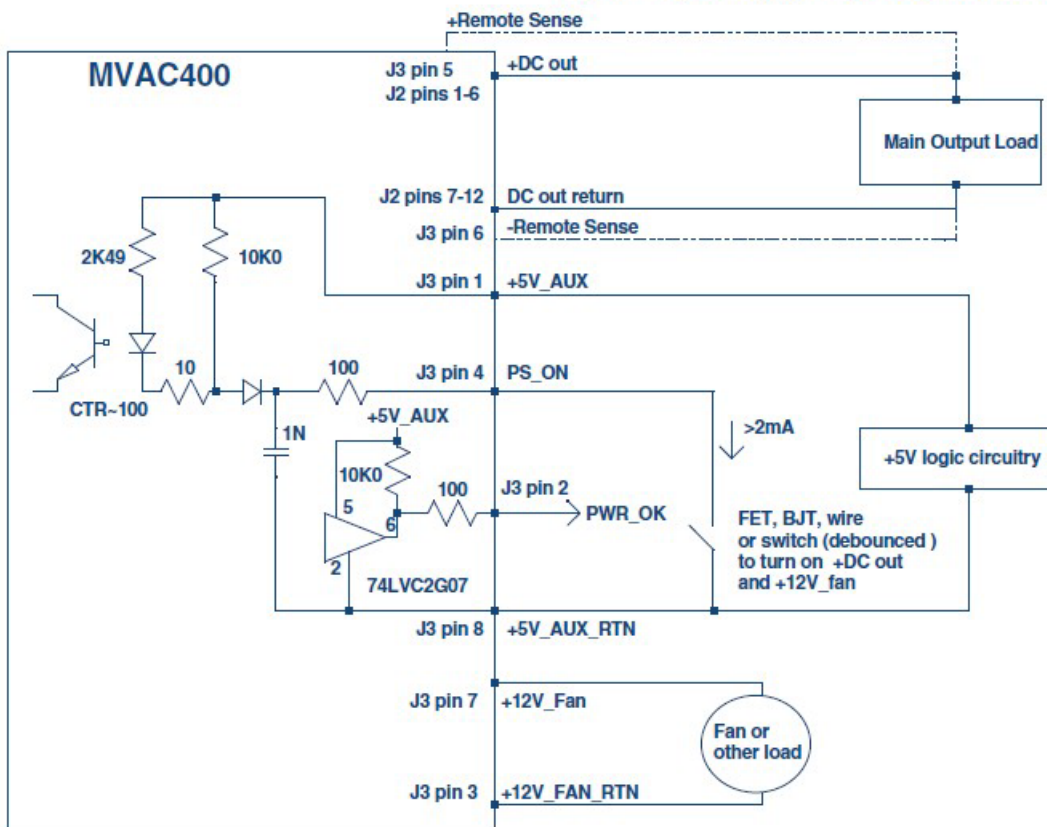 +Remote Sense
MVAC400
J3 pin 5
+DC out
J2 pins 1-6
Main Output Load
J2 pins 7-12
DC out return
J3 pin 6
-Remote Sense
2K49
10K0
J3 pin 1
+5V_AUX
10
100
J3 pin 4
PS_ON
CTR~100
+5V_AUX
1N
>2mA
+5V logic circuitry
10K0
100
J3 pin 2
5
6
PWR_OK
FET, BJT, wire
or switch (debounced )
to turn on +DC out
and +12V_fan
2
74LVC2G07
J3 pin 8
+5V_AUX_RTN
J3 pin 7
+12V_Fan
Fan or
other load
J3 pin 3
+12V_FAN_RTN